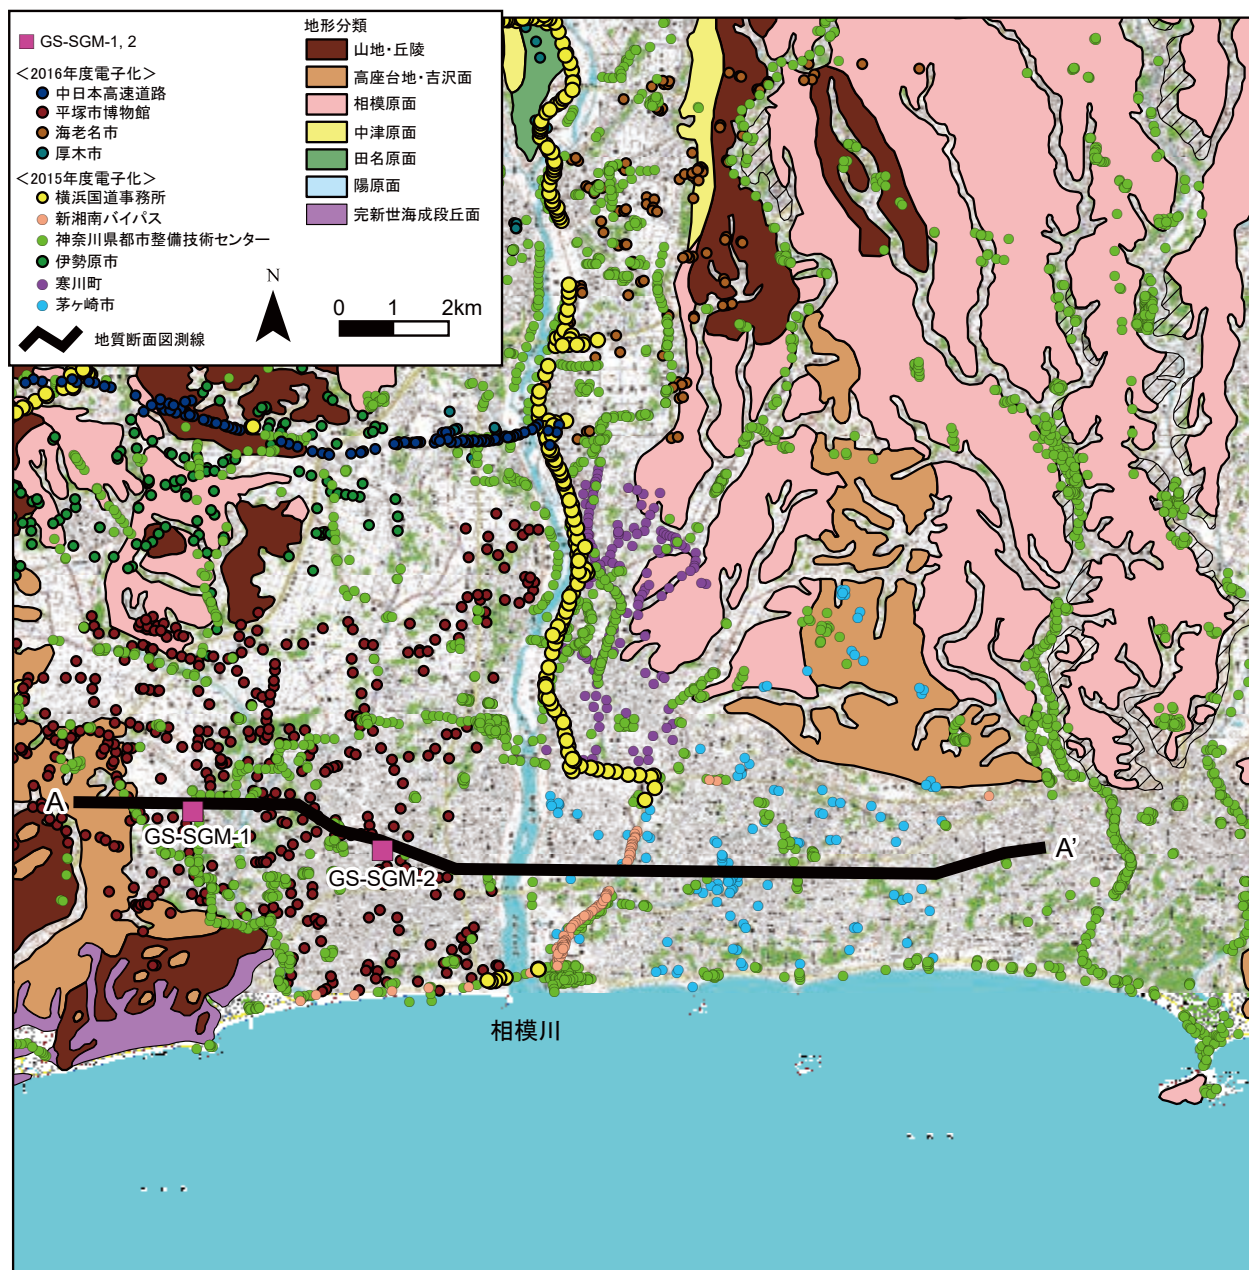 GS-SGM-1, 2
＜2016年度電子化＞
中日本高速道路
平塚市博物館
海老名市
厚木市
＜2015年度電子化＞
横浜国道事務所
新湘南バイパス
神奈川県都市整備技術センター
伊勢原市
寒川町
茅ヶ崎市
地質断面図測線
地形分類
山地・丘陵
高座台地・吉沢面
相模原面
中津原面
田名原面
陽原面
完新世海成段丘面
N
0 1 2km
A
GS-SGM-1
GS-SGM-2
A'
相模川